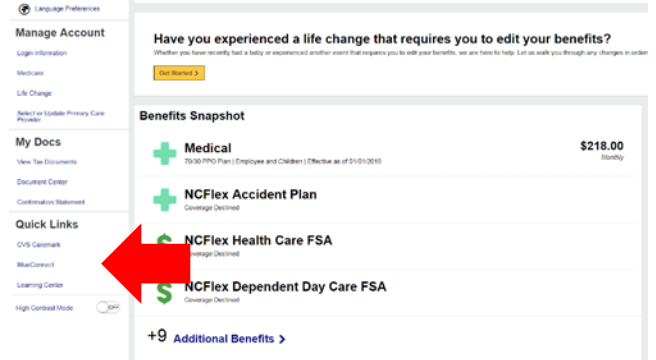 Language Preferences
Manage Account
Login Information
Medicare
Life Change
Select or Update Primary Care
Provider
My Docs
View Tax Documents
Document Center
Confirmation Statement
Quick Links
CVS Caremark
BlueConnect
Learning Center
High Contrast Mode
OFF
Have you experienced a life change that requires you to edit your benefits?
Whether you have recently had a baby or experienced another event that requires you to edit your benefits, we are here to help. Let us walk you through any changes in order
Get Started >
Benefits Snapshot
Medical
$218.00
70/30 PPO Plan | Employee and Children | Effective as of 01/01/2018
Monthly
NCFlex Accident Plan
Coverage Declined
NCFlex Health Care FSA
Coverage Declined
NCFlex Dependent Day Care FSA
Coverage Declined
+9 Additional Benefits >